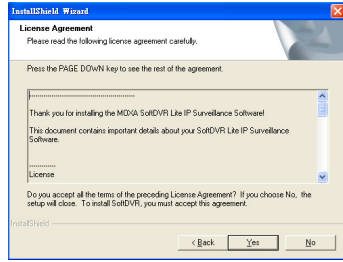 InstallShield Wizard
License Agreement
Please read the following license agreement carefully.
Press the PAGE DOWN key to see the rest of the agreement.
Thank you for installing the MOXA SoftDVR Lite IP Surveillance Software!
This document contains important details about your SoftDVR Lite IP Surveillance
Software.
------------
License
Do you accept all the terms of the preceding License Agreement? If you choose No, the
setup will close. To install SoftDVR, you must accept this agreement.
InstallShield
< Back
Yes
No